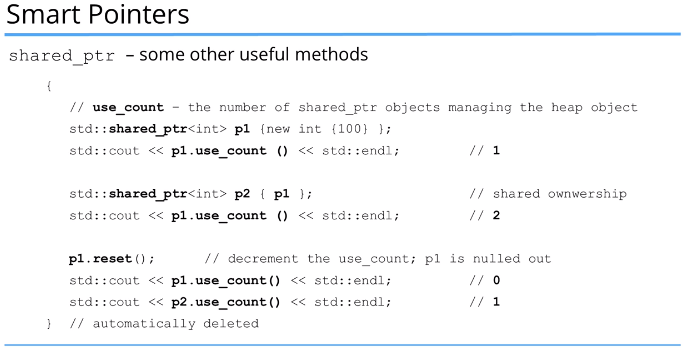 Smart Pointers
shared_ptr – some other useful methods
{
// use_count – the number of shared_ptr objects managing the heap object
std::shared_ptr<int> p1 {new int {100} };
std::cout << p1.use_count () << std::endl; // 1
std::shared_ptr<int> p2 { p1 }; // shared ownwership
std::cout << p1.use_count () << std::endl; // 2
p1.reset(); // decrement the use_count; p1 is nulled out
std::cout << p1.use_count() << std::endl; // 0
std::cout << p2.use_count() << std::endl; // 1
} // automatically deleted